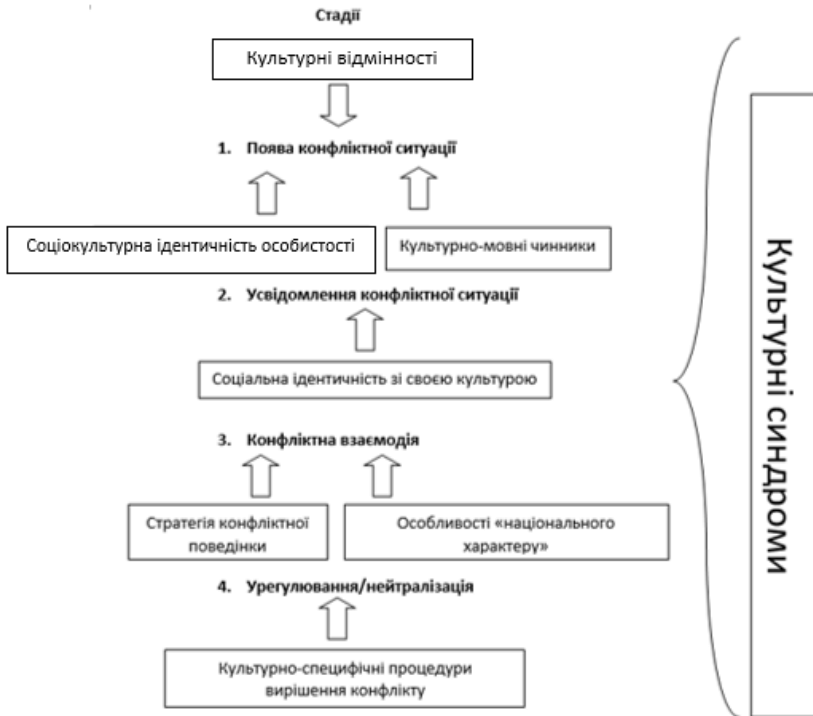 Стадії
Культурні відмінності
1. Поява конфліктної ситуації
Соціокультурна ідентичність особистості
Культурно-мовні чинники
2. Усвідомлення конфліктної ситуації
Соціальна ідентичність зі своєю культурою
3. Конфліктна взаємодія
Стратегія конфліктної
поведінки
Особливості «національного
характеру»
4. Урегулювання/нейтралізація
Культурно-специфічні процедури
вирішення конфлікту
Культурні синдроми